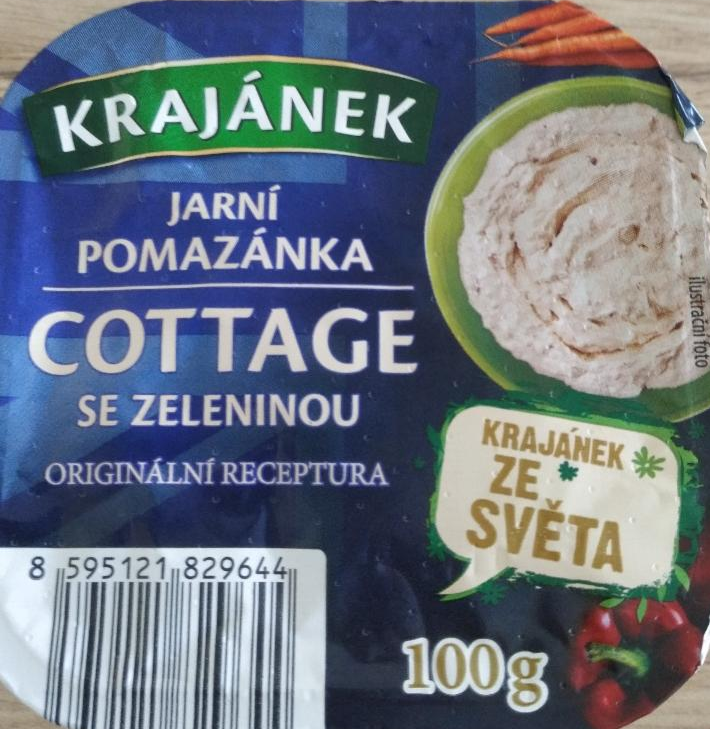 KRAJÁNEK
JARNÍ
POMAZÁNKA
COTTAGE
SE ZELENINOU
ORIGINÁLNÍ RECEPTURA
ilustrační foto
KRAJÁNEK
ZE
SVĚTA
8 595121 829644
100g